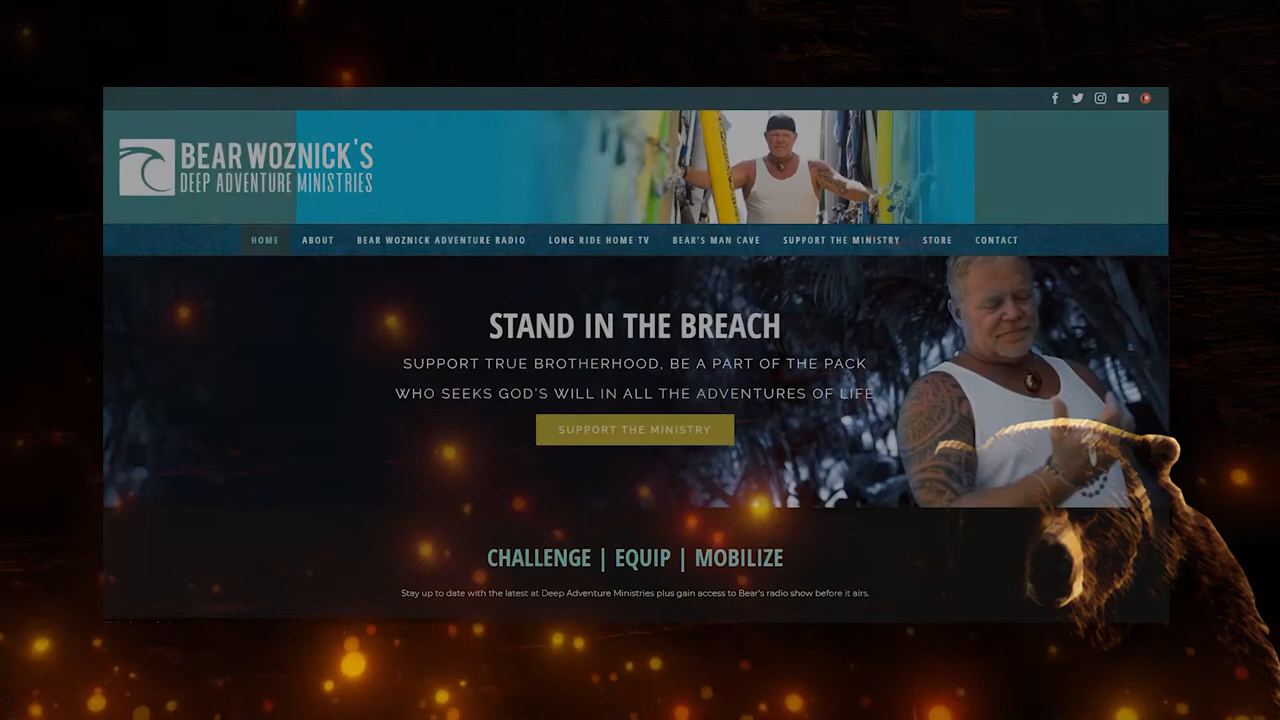 BEAR WOZNICK'S
DEEP ADVENTURE MINISTRIES
HOME ABOUT BEAR WOZNICK ADVENTURE RADIO LONG RIDE HOME TV BEAR'S MAN CAVE SUPPORT THE MINISTRY STORE CONTACT
STAND IN THE BREACH
SUPPORT TRUE BROTHERHOOD, BE A PART OF THE PACK
WHO SEEKS GOD'S WILL IN ALL THE ADVENTURES OF LIFE
SUPPORT THE MINISTRY
CHALLENGE | EQUIP | MOBILIZE
Stay up to date with the latest at Deep Adventure Ministries plus gain access to Bear's radio show before it airs.